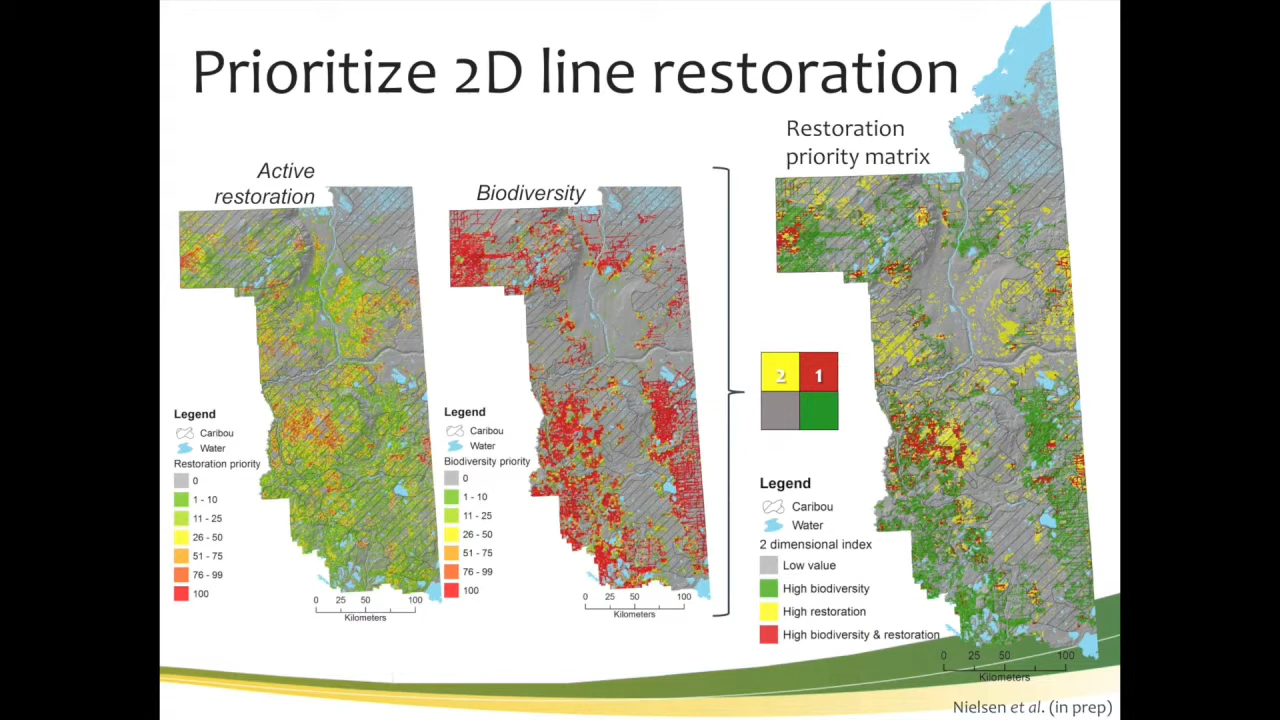 Prioritize 2D line restoration
Active
restoration
Legend
Caribou
Water
Restoration priority
0
1 - 10
11 - 25
26 - 50
51 - 75
76 - 99
100
0 25 50 100
Kilometers
Biodiversity
Legend
Caribou
Water
Biodiversity priority
0
1 - 10
11 - 25
26 - 50
51 - 75
76 - 99
100
0 25 50 100
Kilometers
Restoration
priority matrix
2 1
Legend
Caribou
Water
2 dimensional index
Low value
High biodiversity
High restoration
High biodiversity & restoration
0 25 50 100
Kilometers
Nielsen et al. (in prep)